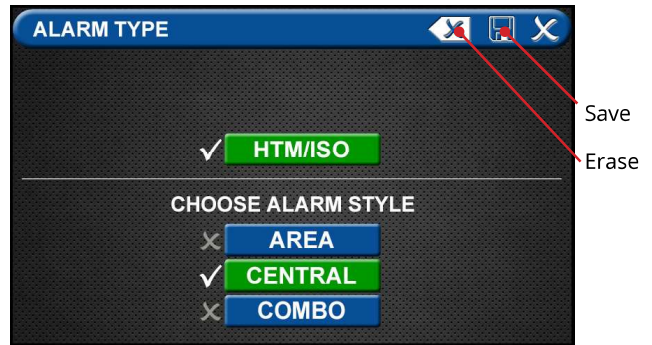 ALARM TYPE
Save
HTM/ISO
Erase
CHOOSE ALARM STYLE
AREA
CENTRAL
COMBO